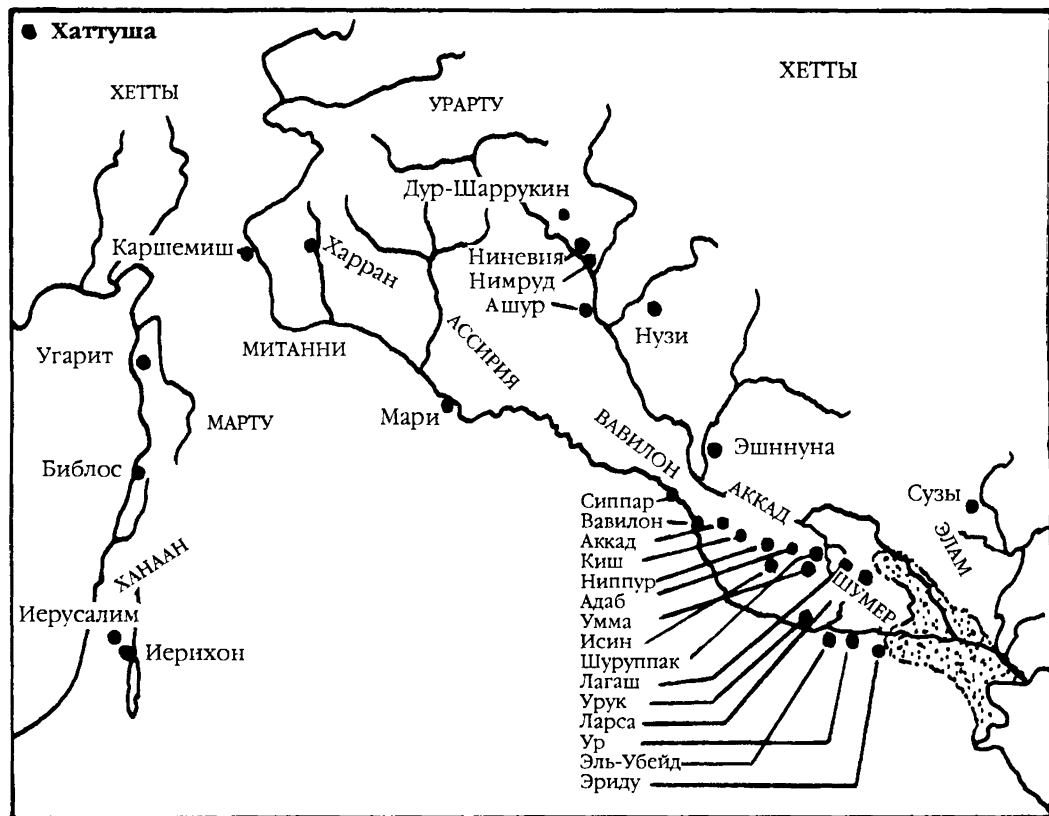 Хаттуша
ХЕТТЫ
ХЕТТЫ
УРАРТУ
Дур-Шаррукин
Каршемиш
Харран
Ниневия
Нимруд
Ашур
Нузи
МИТАННИ
АССИРИЯ
Угарит
МАРТУ
Мари
ВАВИЛОН
Эшннуна
Библос
АККАД
Сузы
ЭЛАМ
Сиппар
Вавилон
Аккад
Киш
Ниппур
Адаб
Умма
Исин
Шуруппак
Лагаш
Урук
Ларса
Ур
Эль-Убейд
Эриду
ШУМЕР
ХАНААН
Иерусалим
Иерихон